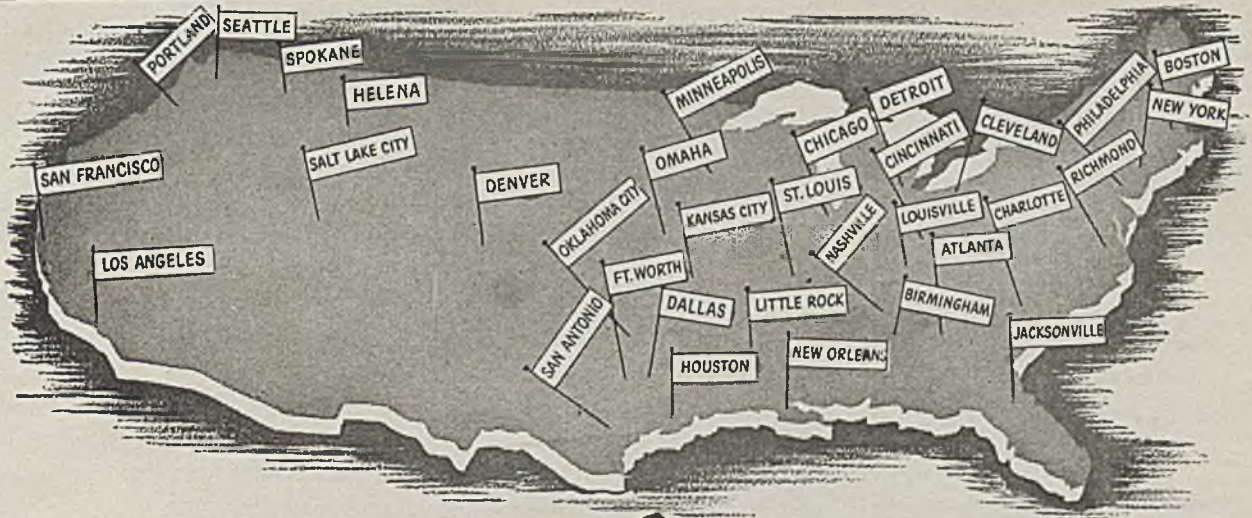 PORTLAND
SEATTLE
SPOKANE
HELENA
SALT LAKE CITY
SAN FRANCISCO
LOS ANGELES
DENVER
MINNEAPOLIS
OMAHA
OKLAHOMA CITY
KANSAS CITY
FT. WORTH
SAN ANTONIO
DALLAS
HOUSTON
LITTLE ROCK
NEW ORLEANS
ST. LOUIS
CHICAGO
NASHVILLE
DETROIT
CINCINNATI
CLEVELAND
LOUISVILLE
ATLANTA
BIRMINGHAM
CHARLOTTE
JACKSONVILLE
RICHMOND
PHILADELPHIA
BOSTON
NEW YORK